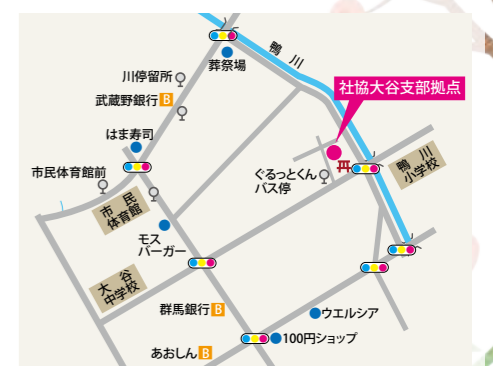 鴨川
葬祭場
川停留所
社協大谷支部拠点
武蔵野銀行 B
はま寿司
鴨川
小学校
市民体育館前
ぐるっとくん
バス停
市民
体育館
モス
バーガー
大谷
中学校
群馬銀行 B
ウエルシア
100円ショップ
あおしん B